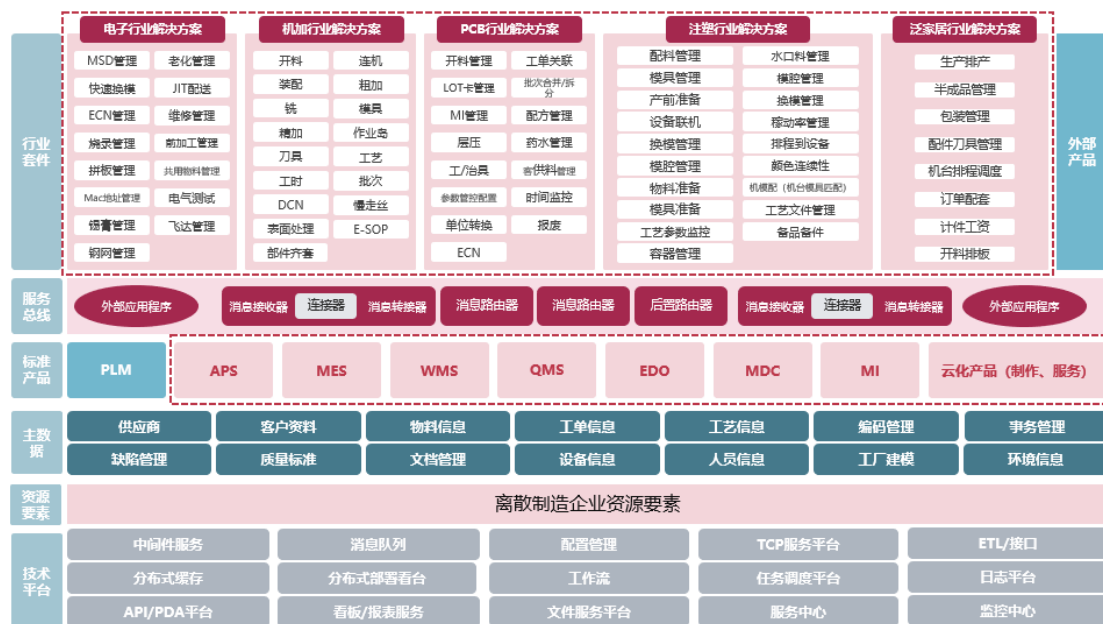 电子行业解决方案
机加行业解决方案
PCB行业解决方案
注塑行业解决方案
泛家居行业解决方案
行业
套件
MSD管理
老化管理
快速换模
JIT配送
ECN管理
维修管理
烧录管理
前加工管理
拼板管理
共用物料管理
Mac地址管理
电气测试
锡膏管理
飞达管理
钢网管理
开料
连机
装配
粗加
铣
模具
精加
作业岛
刀具
工艺
工时
批次
DCN
慢走丝
表面处理
E-SOP
部件齐套
开料管理
工单关联
LOT卡管理
批次合并/拆
分
MI管理
配方管理
层压
药水管理
工/治具
客供料管理
参数管控配置
时间监控
单位转换
报废
ECN
配料管理
水口料管理
模具管理
模腔管理
产前准备
换模管理
设备联机
稼动率管理
换模管理
排程到设备
模腔管理
颜色连续性
物料准备
机模配（机台模具匹配）
模具准备
工艺文件管理
工艺参数监控
备品备件
容器管理
生产排产
半成品管理
包装管理
配件刀具管理
机台排程调度
订单配套
计件工资
开料排板
外部
产品
服务
总线
外部应用程序
消息接收器
连接器
消息转接器
消息路由器
消息路由器
后置路由器
消息接收器
连接器
消息转接器
外部应用程序
标准
产品
PLM
APS
MES
WMS
QMS
EDO
MDC
MI
云化产品（制作、服务）
主数
据
供应商
客户资料
物料信息
工单信息
工艺信息
编码管理
事务管理
缺陷管理
质量标准
文档管理
设备信息
人员信息
工厂建模
环境信息
资源
要素
离散制造企业资源要素
技术
平台
中间件服务
消息队列
配置管理
TCP服务平台
ETL/接口
分布式缓存
分布式部署看台
工作流
任务调度平台
日志平台
API/PDA平台
看板/报表服务
文件服务平台
服务中心
监控中心